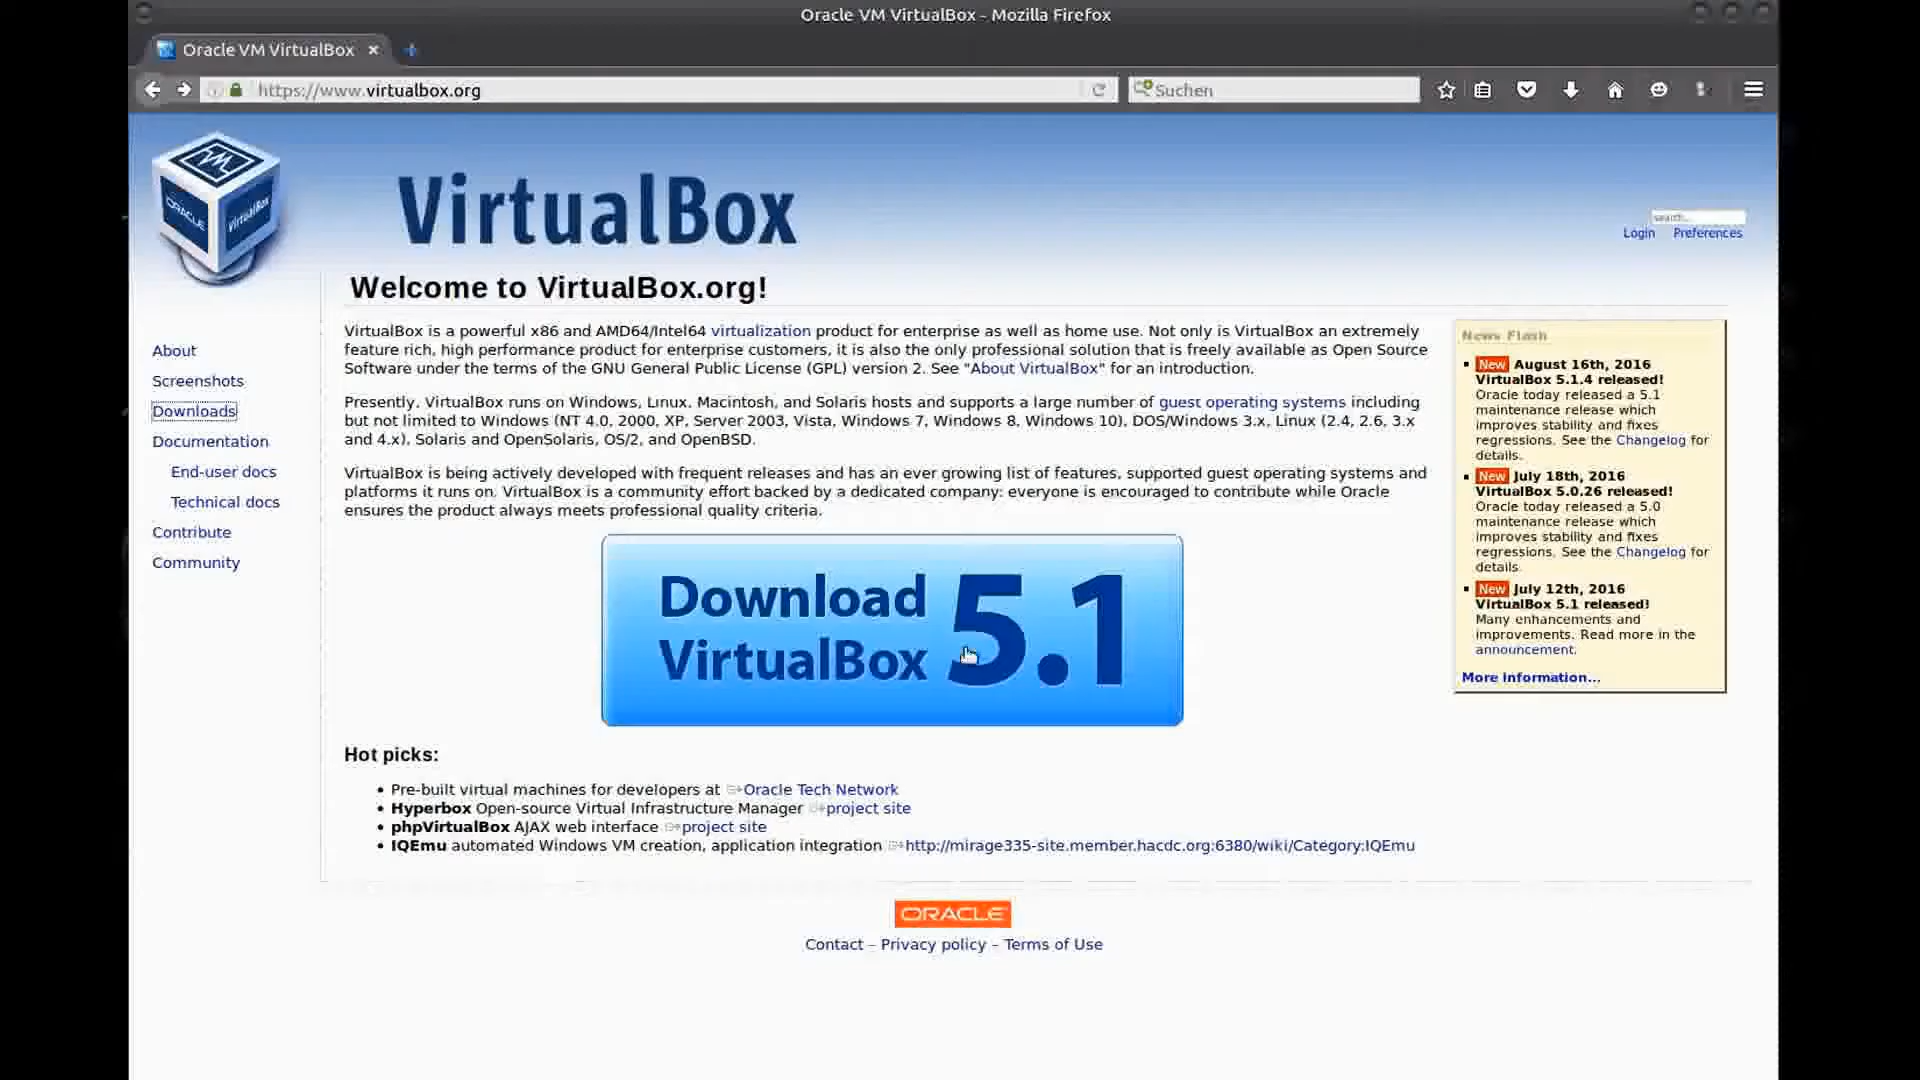 Oracle VM VirtualBox - Mozilla Firefox
Oracle VM VirtualBox
https://www.virtualbox.org
Suchen
ORACLE
VirtualBox
VirtualBox
search...
Login Preferences
Welcome to VirtualBox.org!
About
Screenshots
Downloads
Documentation
End-user docs
Technical docs
Contribute
Community
VirtualBox is a powerful x86 and AMD64/Intel64 virtualization product for enterprise as well as home use. Not only is VirtualBox an extremely
feature rich, high performance product for enterprise customers, it is also the only professional solution that is freely available as Open Source
Software under the terms of the GNU General Public License (GPL) version 2. See "About VirtualBox" for an introduction.
Presently, VirtualBox runs on Windows, Linux, Macintosh, and Solaris hosts and supports a large number of guest operating systems including
but not limited to Windows (NT 4.0, 2000, XP, Server 2003, Vista, Windows 7, Windows 8, Windows 10), DOS/Windows 3.x, Linux (2.4, 2.6, 3.x
and 4.x), Solaris and OpenSolaris, OS/2, and OpenBSD.
VirtualBox is being actively developed with frequent releases and has an ever growing list of features, supported guest operating systems and
platforms it runs on. VirtualBox is a community effort backed by a dedicated company: everyone is encouraged to contribute while Oracle
ensures the product always meets professional quality criteria.
Download
VirtualBox
5.1
News Flash
New August 16th, 2016
VirtualBox 5.1.4 released!
Oracle today released a 5.1
maintenance release which
improves stability and fixes
regressions. See the Changelog for
details.
New July 18th, 2016
VirtualBox 5.0.26 released!
Oracle today released a 5.0
maintenance release which
improves stability and fixes
regressions. See the Changelog for
details.
New July 12th, 2016
VirtualBox 5.1 released!
Many enhancements and
improvements. Read more in the
announcement.
More information...
Hot picks:
Pre-built virtual machines for developers at Oracle Tech Network
Hyperbox Open-source Virtual Infrastructure Manager project site
phpVirtualBox AJAX web interface project site
IQEmu automated Windows VM creation, application integration http://mirage335-site.member.hacdc.org:6380/wiki/Category:IQEmu
ORACLE
Contact – Privacy policy – Terms of Use